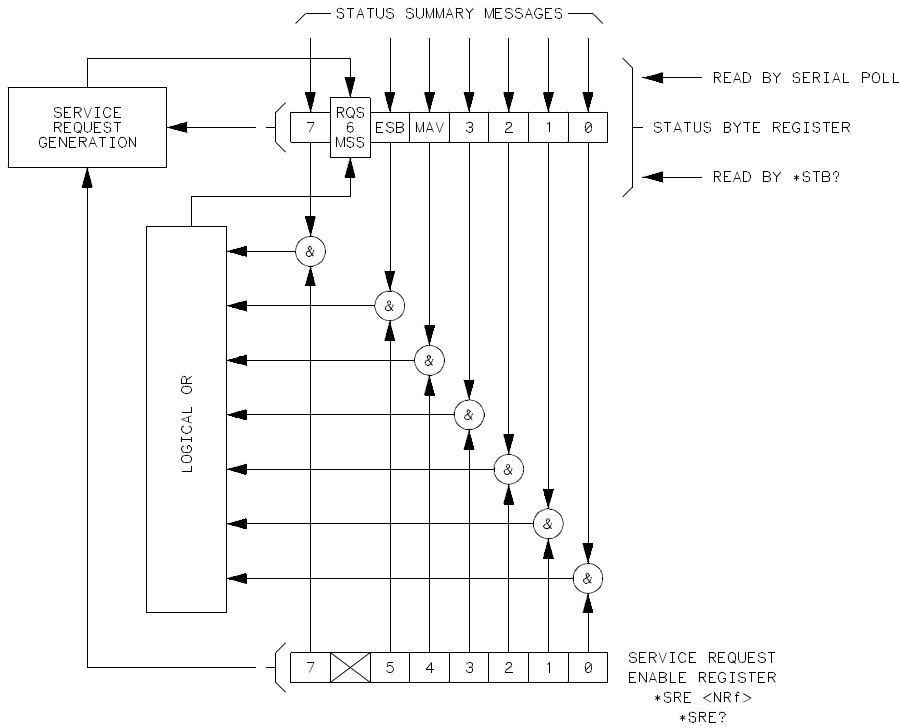 STATUS SUMMARY MESSAGES
READ BY SERIAL POLL
SERVICE
REQUEST
GENERATION
7
RQS
6
MSS
ESB
MAV
3
2
1
0
STATUS BYTE REGISTER
READ BY *STB?
&
&
&
&
&
&
&
LOGICAL OR
7
5
4
3
2
1
0
SERVICE REQUEST
ENABLE REGISTER
*SRE <NRf>
*SRE?